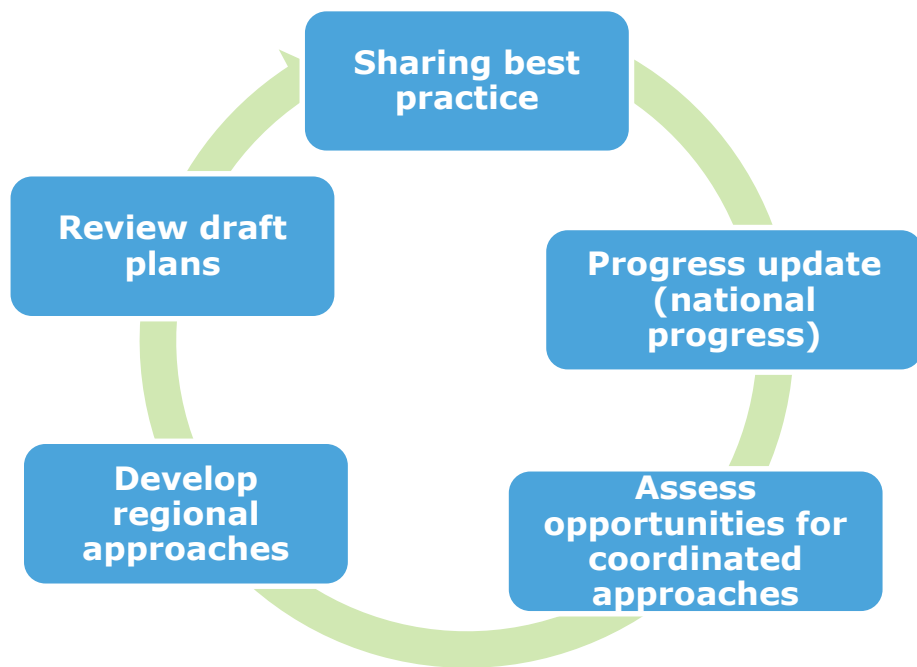 Sharing best
practice
Progress update
(national
progress)
Assess
opportunities for
coordinated
approaches
Develop
regional
approaches
Review draft
plans